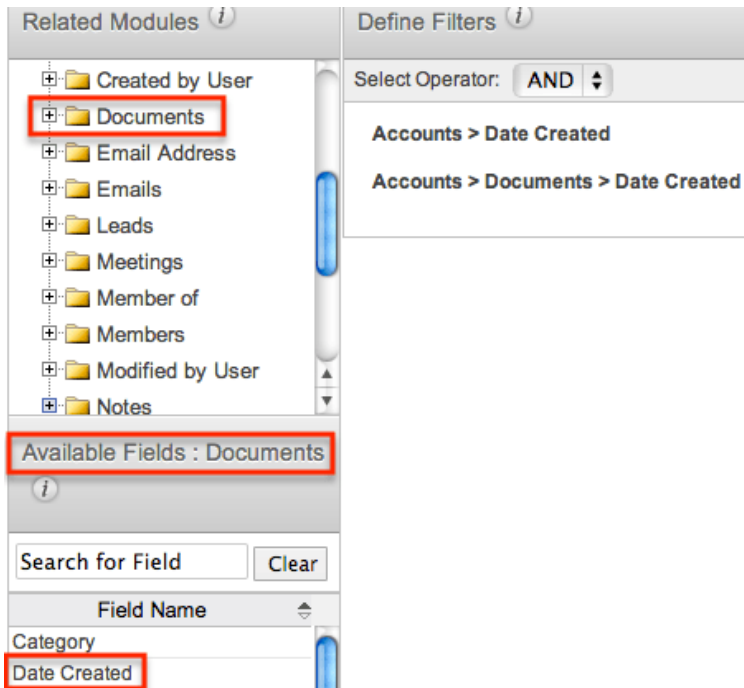 Related Modules i
Created by User
Documents
Email Address
Emails
Leads
Meetings
Member of
Members
Modified by User
Notes
Available Fields : Documents
i
Search for Field Clear
Field Name
Category
Date Created
Define Filters i
Select Operator: AND
Accounts > Date Created
Accounts > Documents > Date Created